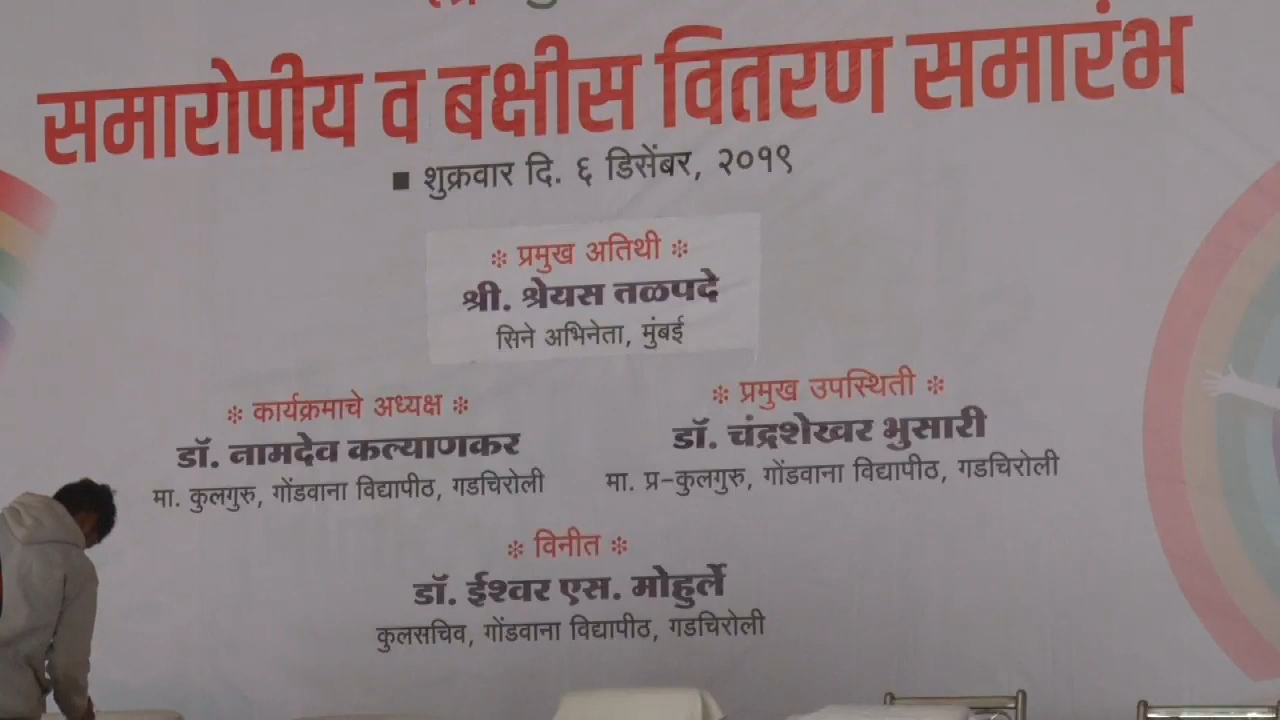 समारोपीय व बक्षीस वितरण समारंभ
■ शुक्रवार दि. ६ डिसेंबर, २०१९
❇ प्रमुख अतिथी ❇
श्री. श्रेयस तळपदे
सिने अभिनेता, मुंबई
❇ कार्यक्रमाचे अध्यक्ष ❇
डॉ. नामदेव कल्याणकर
मा. कुलगुरु, गोंडवाना विद्यापीठ, गडचिरोली
❇ प्रमुख उपस्थिती ❇
डॉ. चंद्रशेखर भुसारी
मा. प्र-कुलगुरु, गोंडवाना विद्यापीठ, गडचिरोली
❇ विनीत ❇
डॉ. ईश्वर एस. मोहुर्ले
कुलसचिव, गोंडवाना विद्यापीठ, गडचिरोली